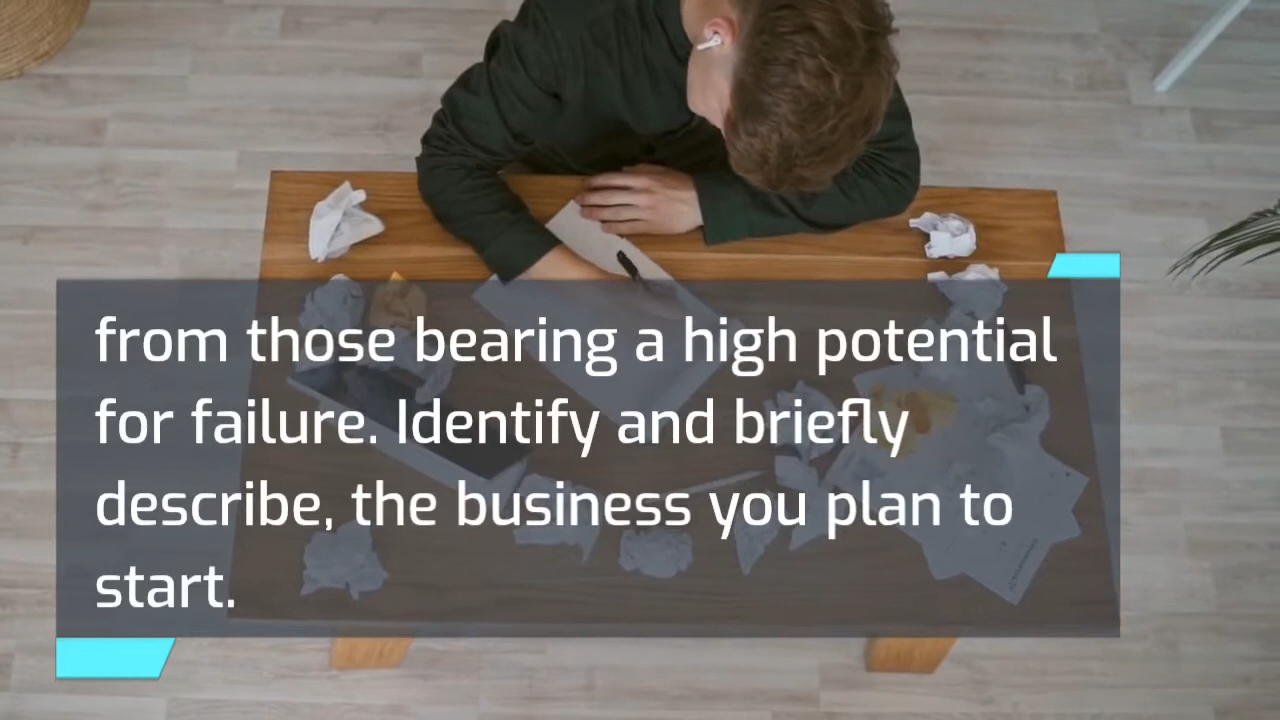 from those bearing a high potential
for failure. Identify and briefly
describe, the business you plan to
start.